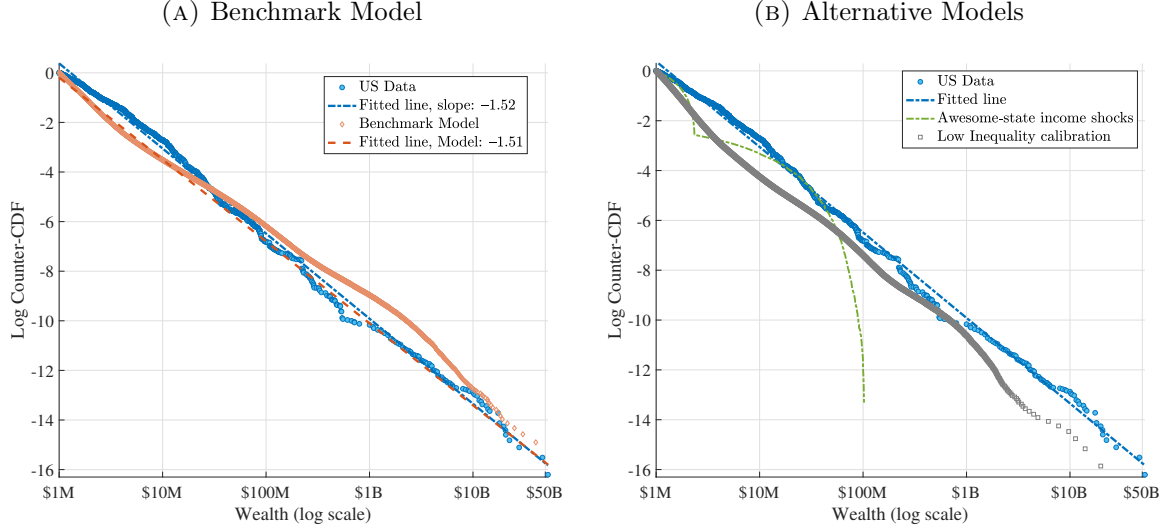 (A) Benchmark Model
0
-2
-4
-6
-8
-10
-12
-14
-16
Log Counter-CDF
US Data
Fitted line, slope: −1.52
Benchmark Model
Fitted line, Model: −1.51
$1M
$10M
$100M
$1B
$10B
$50B
Wealth (log scale)
(B) Alternative Models
0
-2
-4
-6
-8
-10
-12
-14
-16
Log Counter-CDF
US Data
Fitted line
Awesome-state income shocks
Low Inequality calibration
$1M
$10M
$100M
$1B
$10B
$50B
Wealth (log scale)